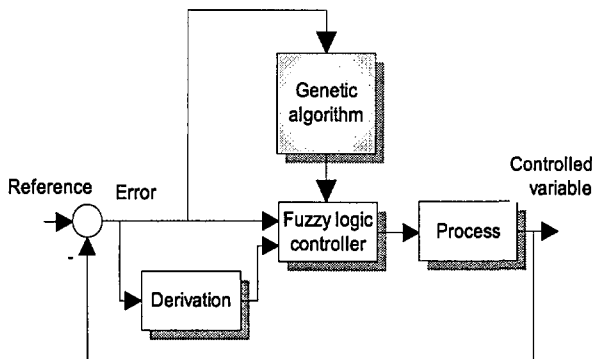 Genetic
algorithm
Controlled
variable
Reference
Error
Fuzzy logic
controller
Process
-
Derivation